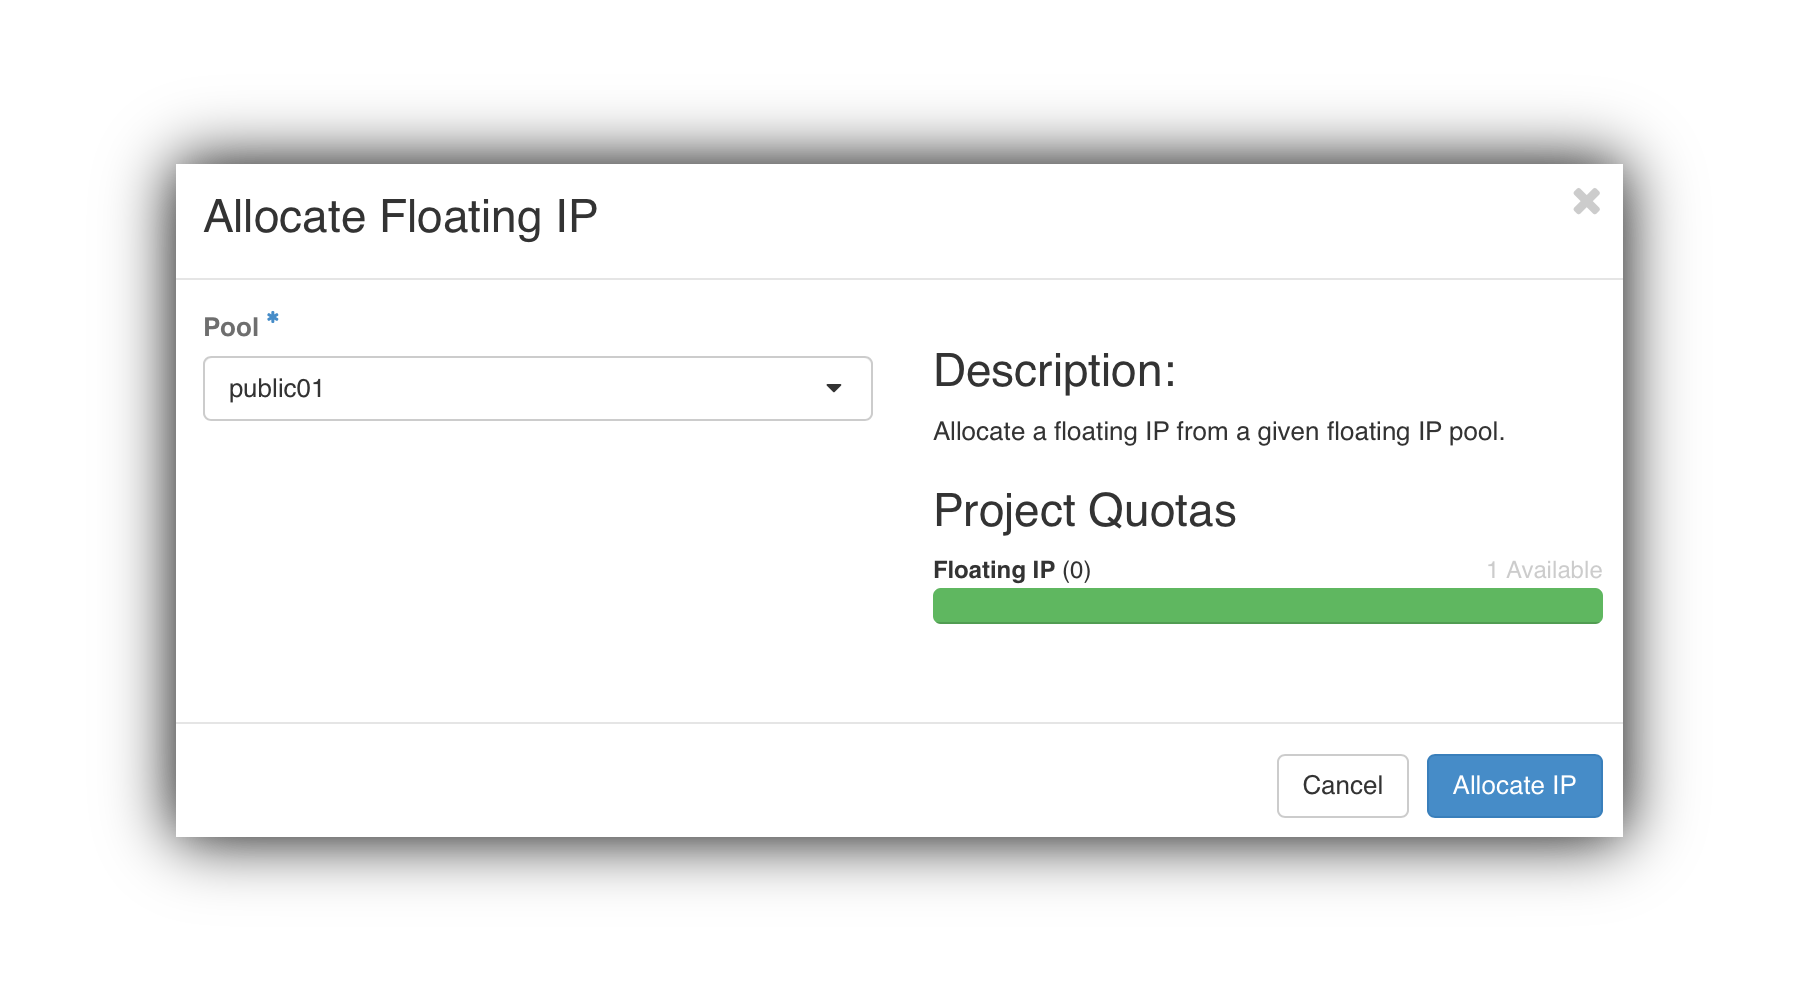 Allocate Floating IP
Pool *
public01
Description:
Allocate a floating IP from a given floating IP pool.
Project Quotas
Floating IP (0) 1 Available
Cancel Allocate IP